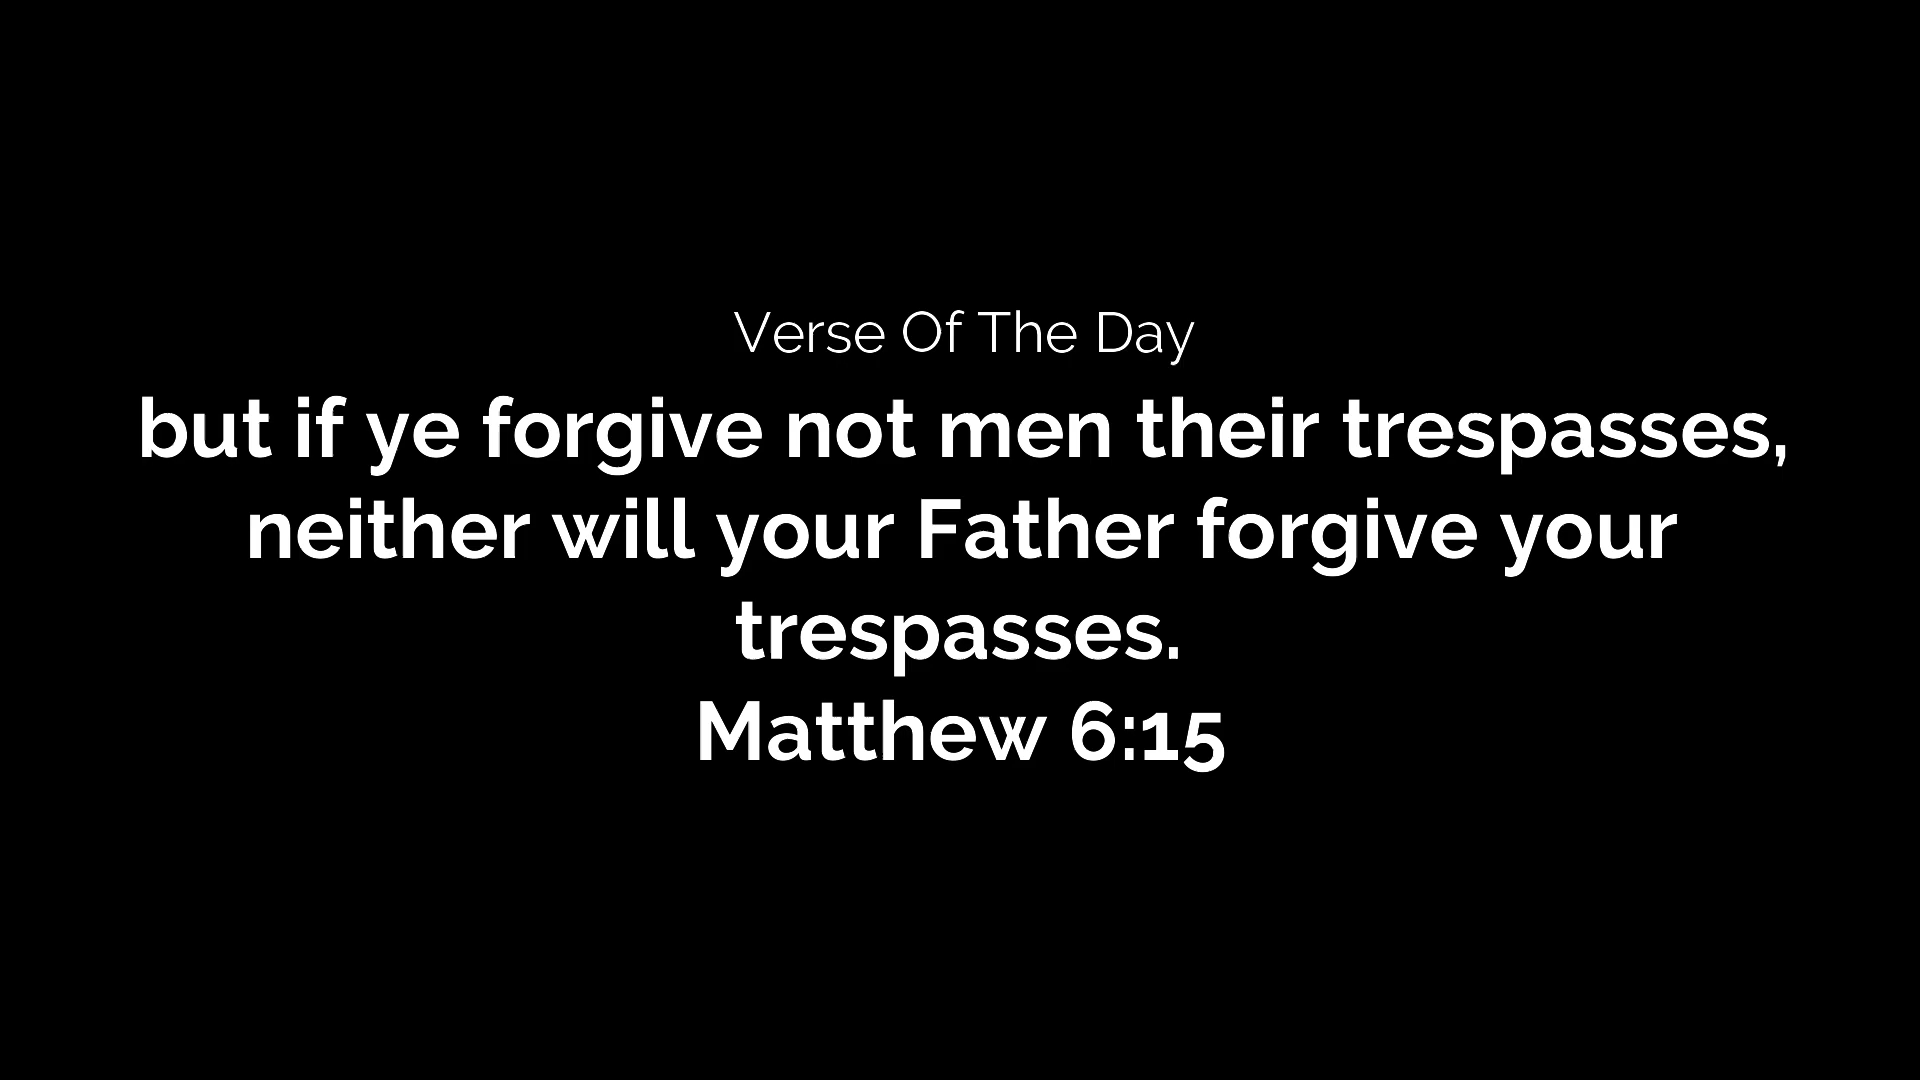 Verse Of The Day
but if ye forgive not men their trespasses,
neither will your Father forgive your
trespasses.
Matthew 6:15